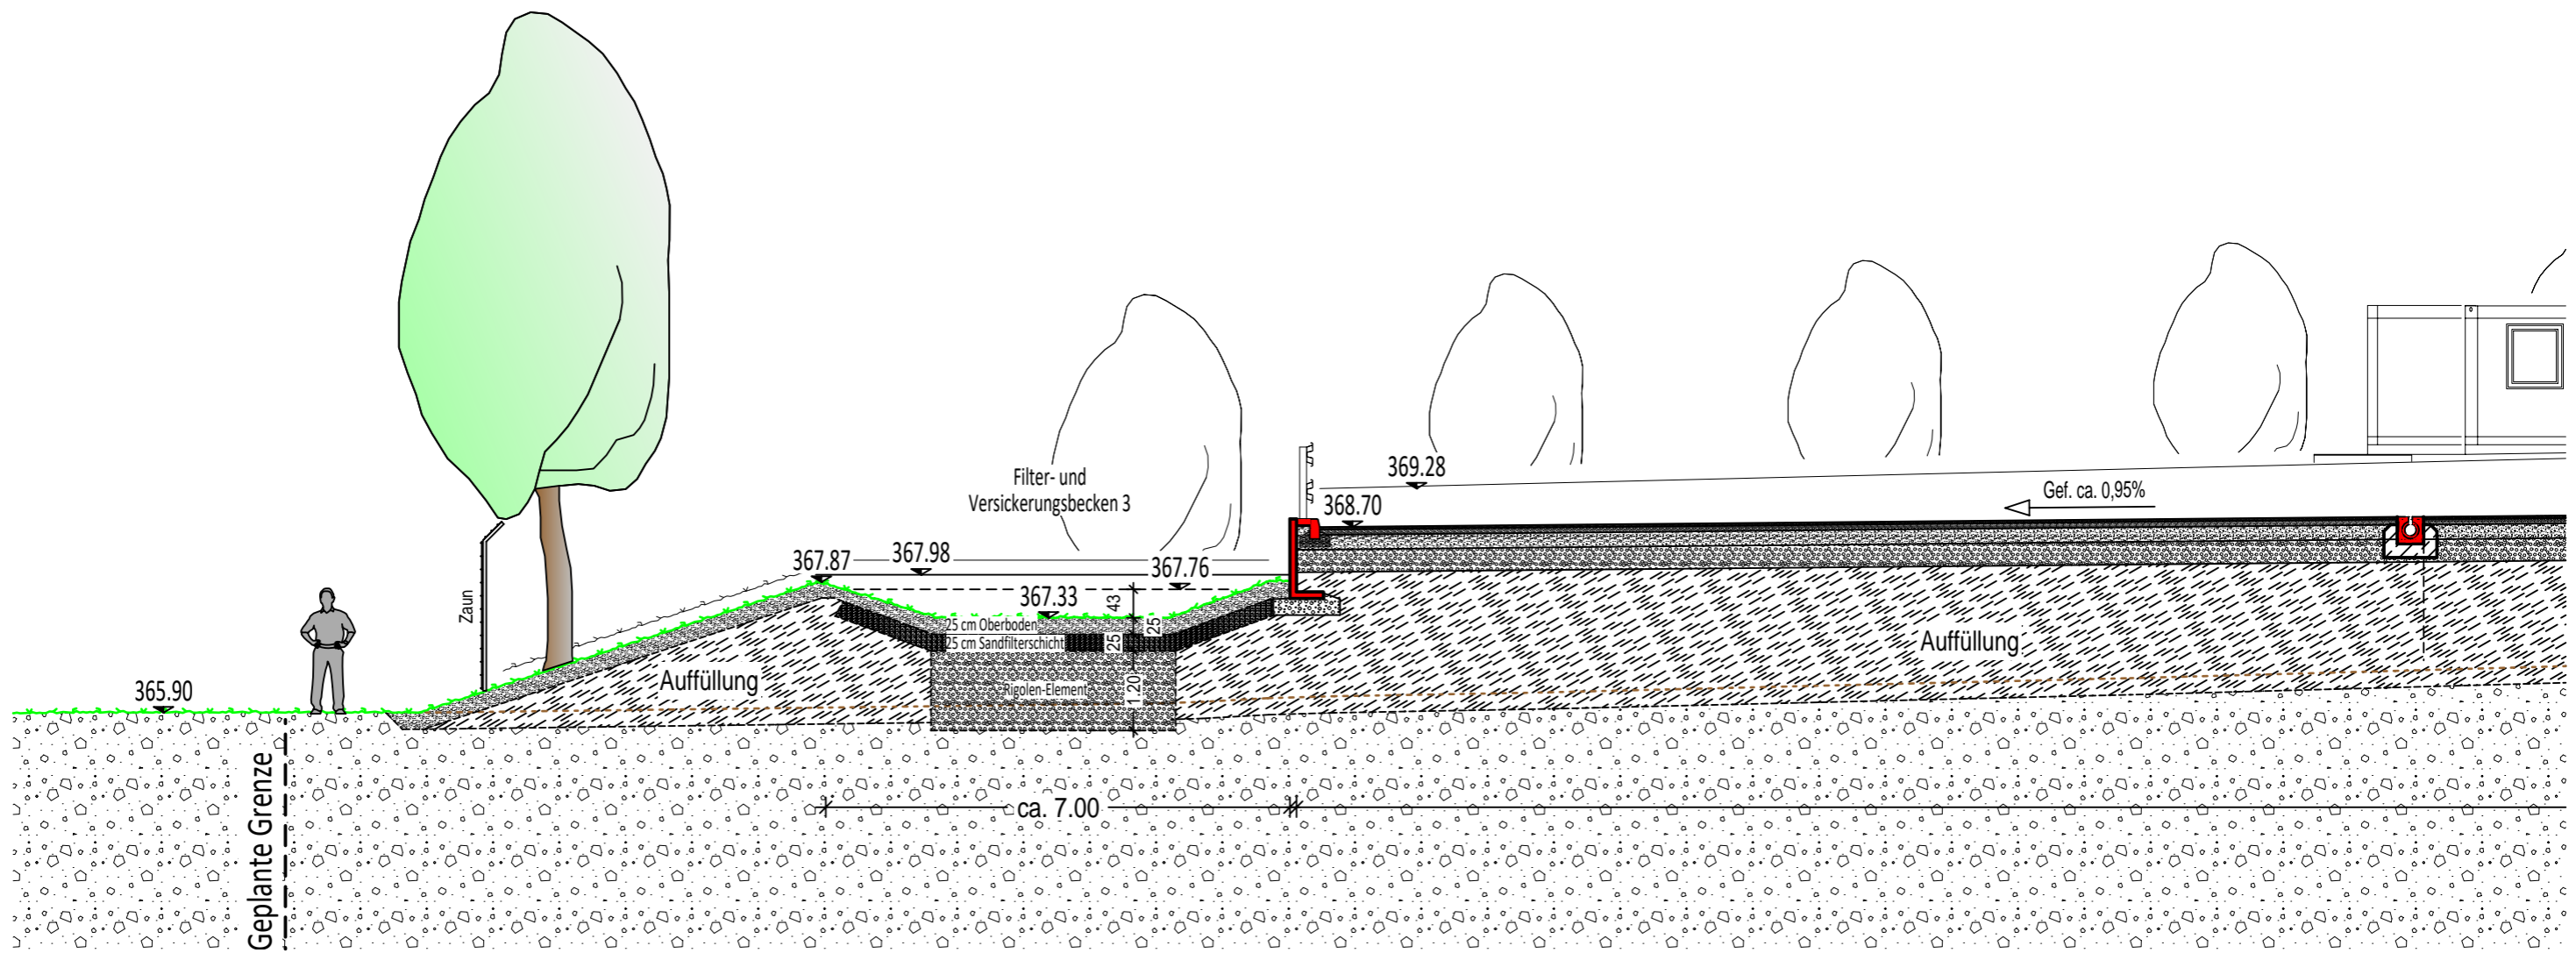 Filter- und
Versickerungsbecken 3
369.28
368.70
Gef. ca. 0,95%
367.87
367.98
367.76
Zaun
367.33
43
25 cm Oberboden
25
25 cm Sandfilterschicht
25
Auffüllung
Auffüllung
365.90
Rigolen-Element
1.20
Geplante Grenze
ca. 7.00